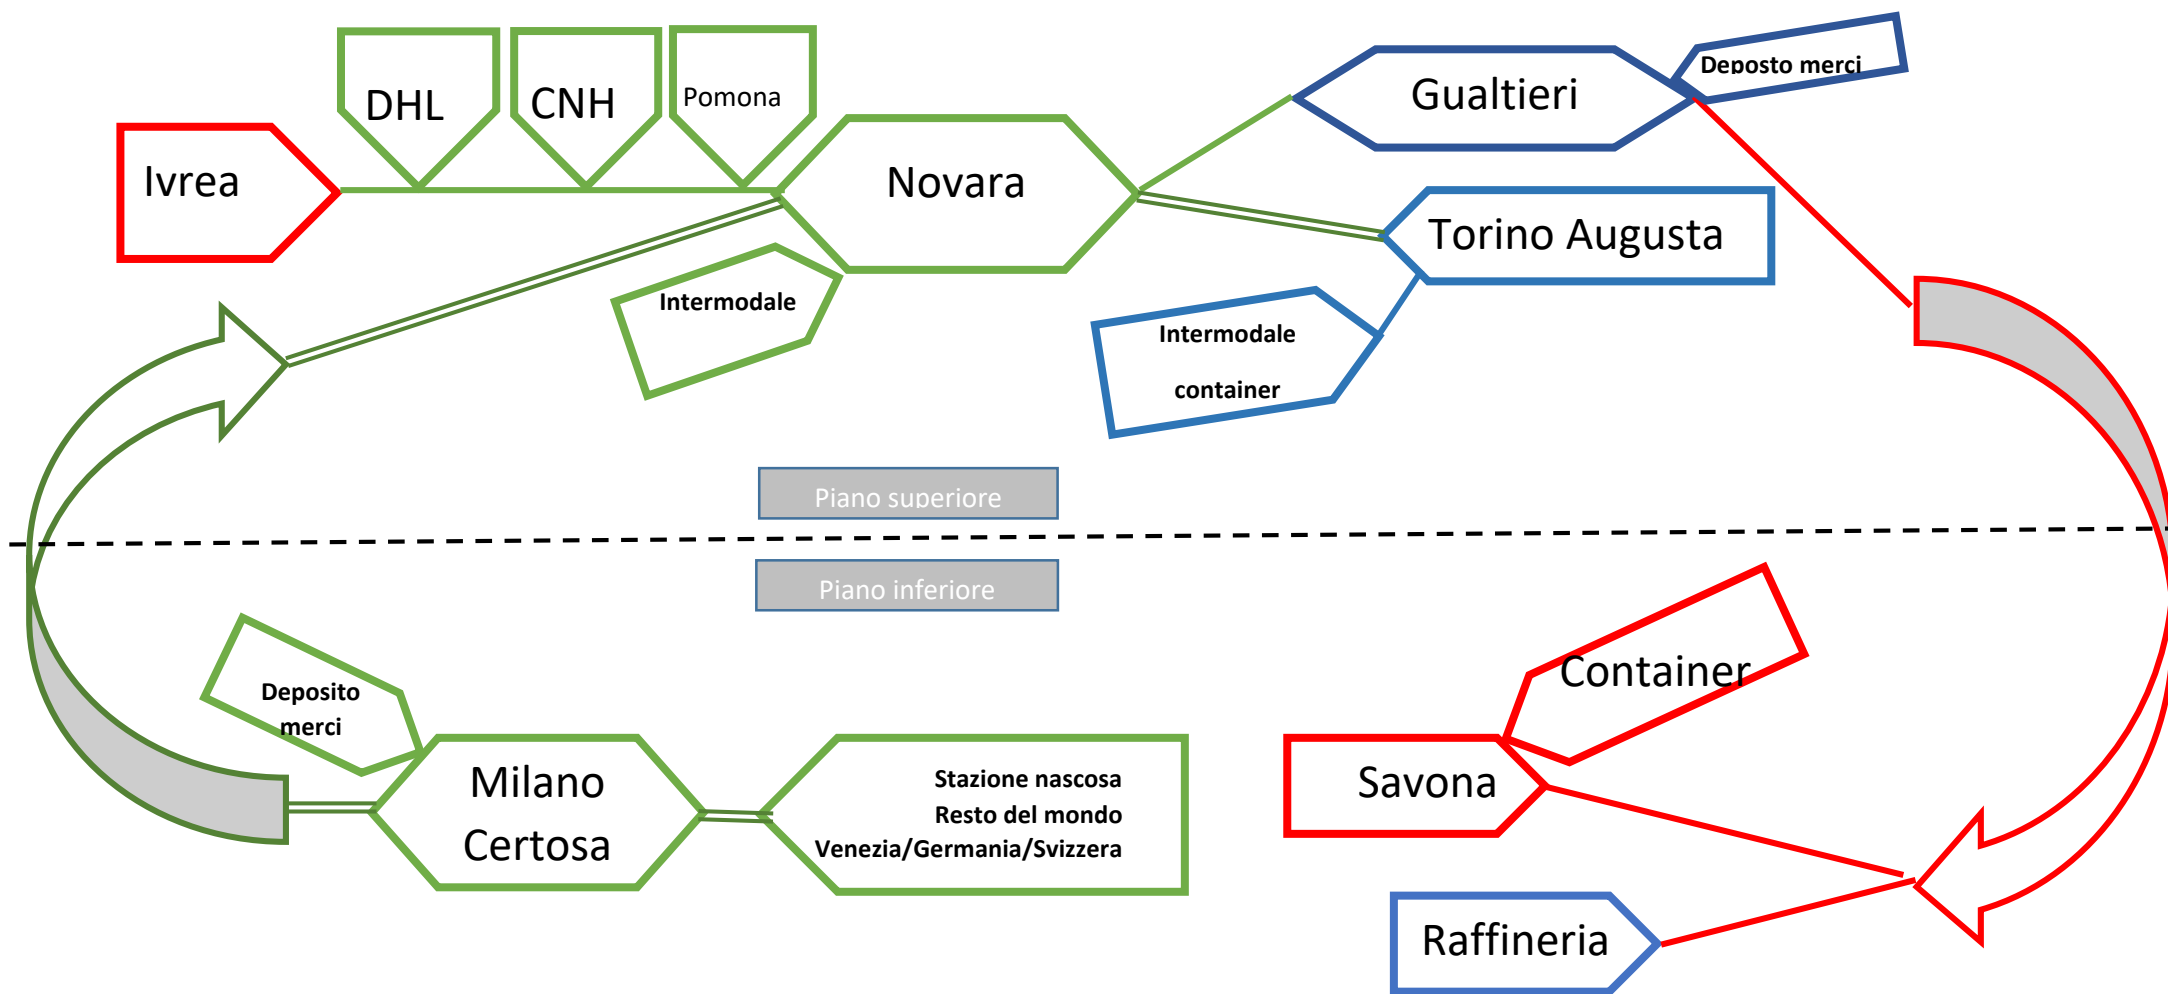 DHL
CNH
Pomona
Ivrea
Novara
Gualtieri
Deposto merci
Torino Augusta
Intermodale
Intermodale
container
Piano superiore
Piano inferiore
Deposito
merci
Milano
Certosa
Stazione nascosa
Resto del mondo
Venezia/Germania/Svizzera
Container
Savona
Raffineria